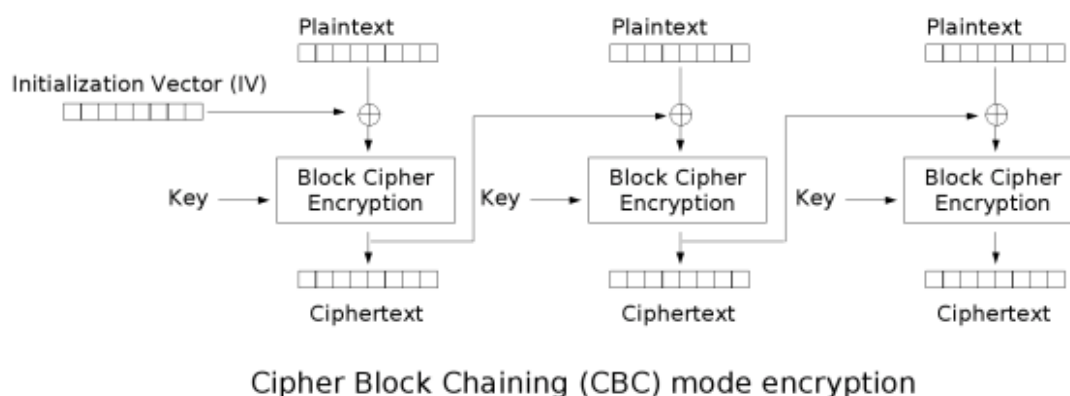 Plaintext
Plaintext
Plaintext
Initialization Vector (IV)
Key
Block Cipher
Encryption
Key
Block Cipher
Encryption
Key
Block Cipher
Encryption
Ciphertext
Ciphertext
Ciphertext
Cipher Block Chaining (CBC) mode encryption